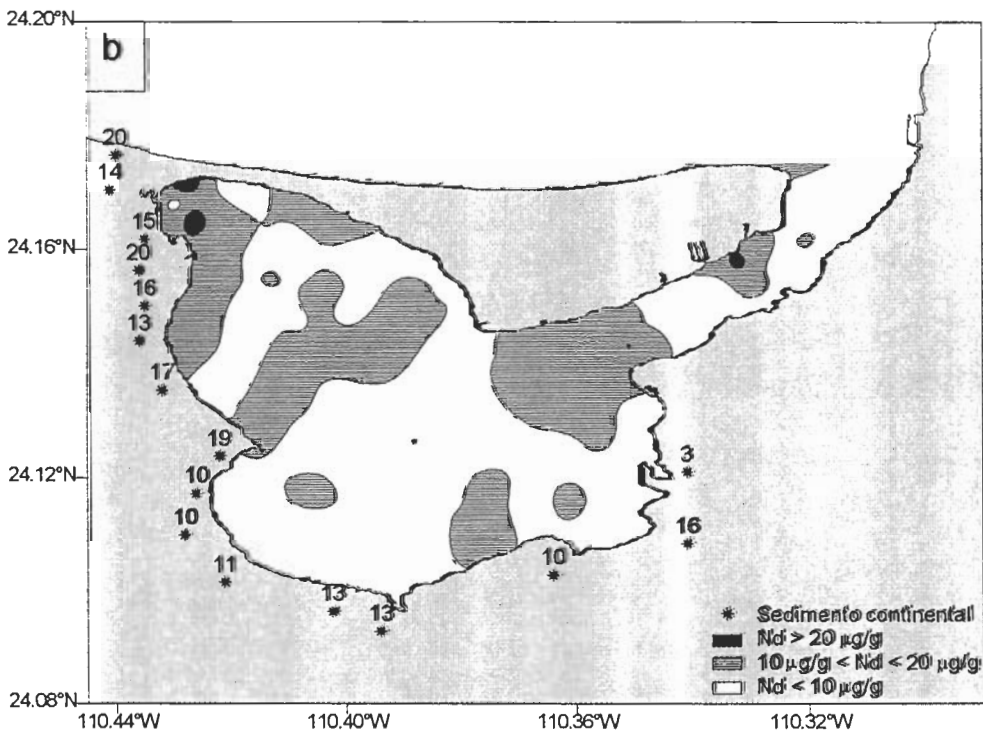 24.20°N
b
20
14
24.16°N
15
20
16
13
17
19
24.12°N
10
3
10
16
11
10
13
13
Sedimento continental
Nd > 20 µg/g
10 µg/g < Nd < 20 µg/g
Nd < 10 µg/g
24.08°N
110.44°W
110.40°W
110.36°W
110.32°W